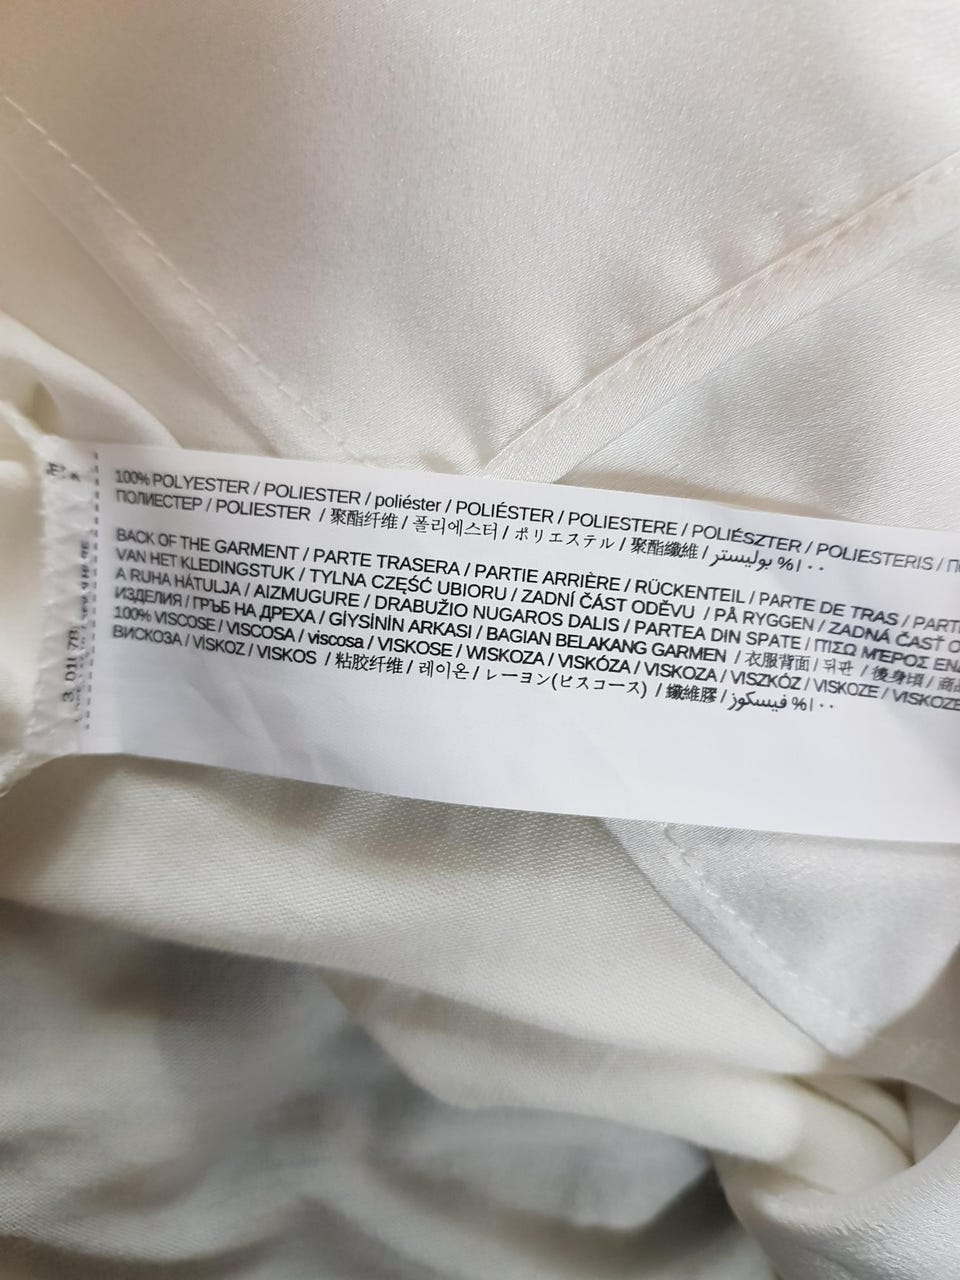 100% POLYESTER / POLIESTER / poliéster / POLIÉSTER / POLIESTERE / POLIÉSZTER / POLIESTERIS /
ПОЛИЕСТЕР / POLIESTER / 聚酯纤维 / 폴리에스터 / ポリエステル / 聚酯纖維 / ١٠٠% بوليستر
BACK OF THE GARMENT / PARTE TRASERA / PARTIE ARRIÈRE / RÜCKENTEIL / PARTE DE TRAS /
VAN HET KLEDINGSTUK / TYLNA CZĘŚĆ UBIORU / ZADNÍ ČÁST ODĚVU / PÅ RYGGEN / ZADNÁ ČASŤ
A RUHA HÁTULJA / AIZMUGURE / DRABUŽIO NUGAROS DALIS / PARTEA DIN SPATE / ΠΙΣΩ ΜΈΡΟΣ
ИЗДЕЛИЯ / ГРЪБ НА ДРЕХА / GİYSİNİN ARKASI / BAGIAN BELAKANG GARMEN / 衣服背面 / 뒤판 / 後身頃 /
100% VISCOSE / VISCOSA / viscosa / VISKOSE / WISKOZA / VISKÓZA / VISKOZA / VISZKÓZ / VISKOZE /
ВИСКОЗА / VİSKOZ / VISKOS / 粘胶纤维 / 레이온 / レーヨン(ビスコース) / 纖維膠 / ١٠٠% فيسكوز